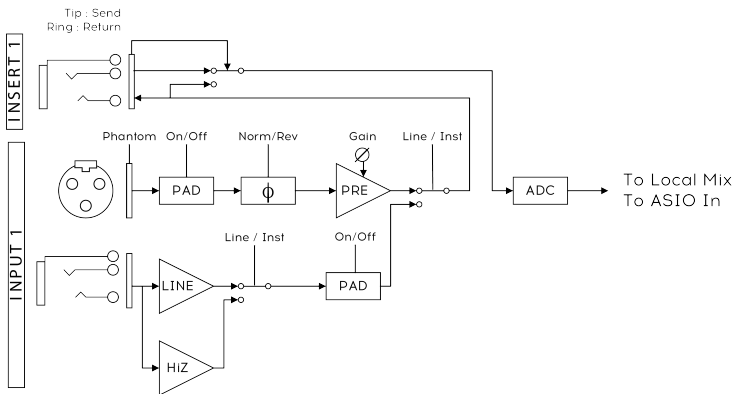 Tip : Send
Ring : Return
INSERT 1
Phantom
On/Off
Norm/Rev
Gain
Line / Inst
PAD
ϕ
PRE
ADC
To Local Mix
To ASIO In
INPUT 1
Line / Inst
On/Off
LINE
PAD
HiZ